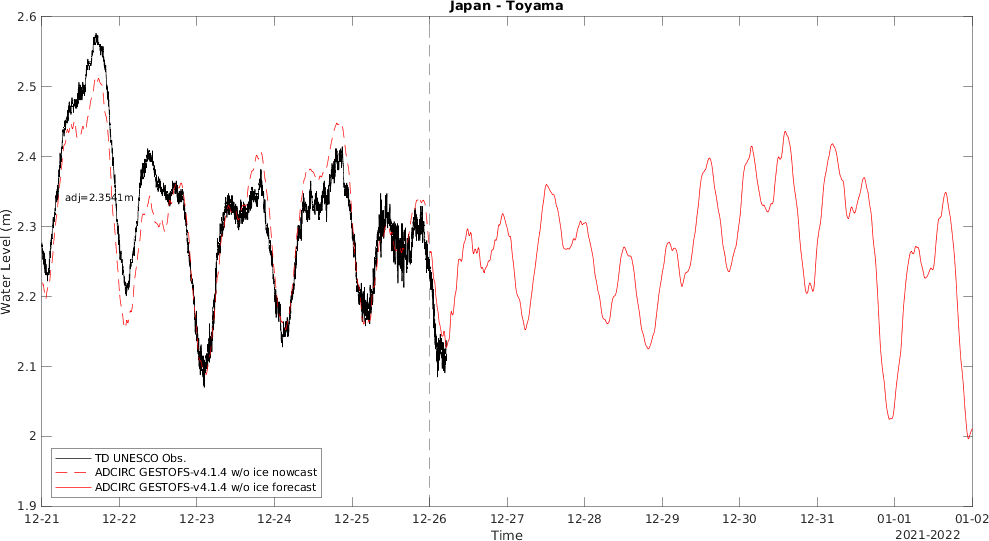 Japan - Toyama
2.6
2.5
2.4
2.3
2.2
2.1
2
1.9
Water Level (m)
adj=2.3541m
TD UNESCO Obs.
ADCIRC GESTOFS-v4.1.4 w/o ice nowcast
ADCIRC GESTOFS-v4.1.4 w/o ice forecast
12-21 12-22 12-23 12-24 12-25 12-26 12-27 12-28 12-29 12-30 12-31 01-01 01-02
Time
2021-2022